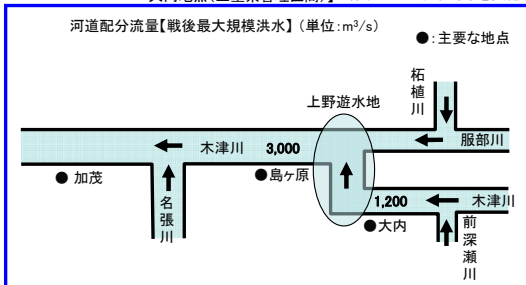 河道配分流量【戦後最大規模洪水】（単位:m³/s）
●:主要な地点
柘植川
上野遊水地
木津川
3,000
服部川
●加茂
●島ヶ原
名張川
1,200
木津川
●大内
前深瀬川